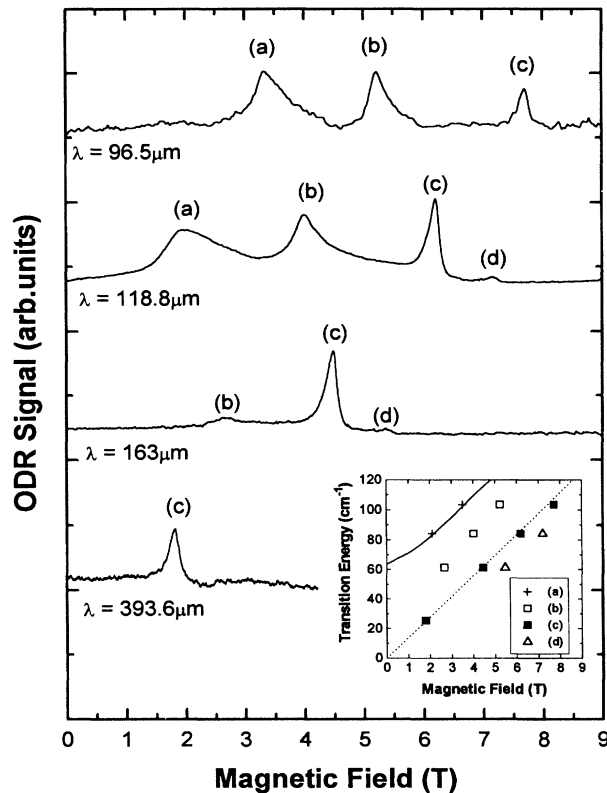 ODR Signal (arb.units)
(a)
(b)
(c)
λ = 96.5μm
(a)
(b)
(c)
(d)
λ = 118.8μm
(b)
(c)
(d)
λ = 163μm
(c)
λ = 393.6μm
Transition Energy (cm⁻¹)
120
100
80
60
40
20
0
0 1 2 3 4 5 6 7 8 9
Magnetic Field (T)
(a)
(b)
(c)
(d)
0 1 2 3 4 5 6 7 8 9
Magnetic Field (T)